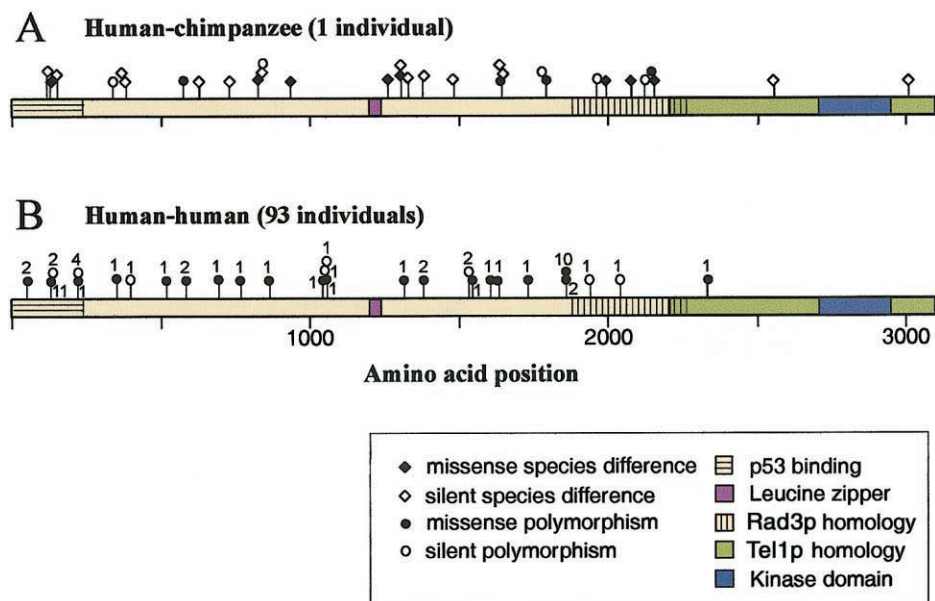 A Human-chimpanzee (1 individual)
B Human-human (93 individuals)
2 2 1 1 4 1 1 1 1 2 1 1 1 1 1 1 1 1 2 2 1 1 1 1 10 2 1 1 1
1000 2000 3000
Amino acid position
missense species difference
silent species difference
missense polymorphism
silent polymorphism
p53 binding
Leucine zipper
Rad3p homology
Tel1p homology
Kinase domain